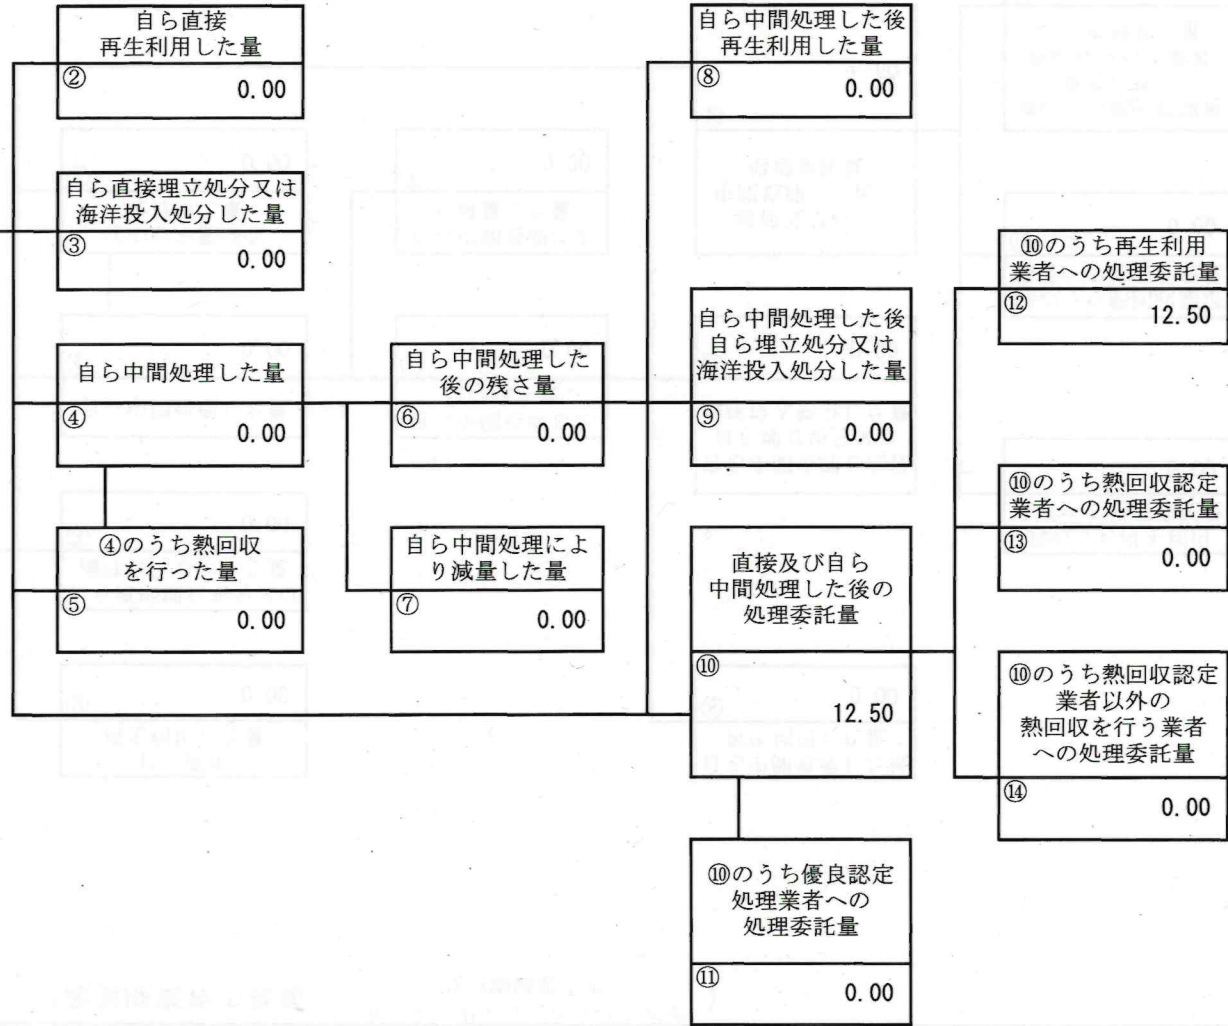 自ら直接
再生利用した量
②
0.00
自ら直接埋立処分又は
海洋投入処分した量
③
0.00
自ら中間処理した量
④
0.00
④のうち熱回収
を行った量
⑤
0.00
自ら中間処理した
後の残さ量
⑥
0.00
自ら中間処理によ
り減量した量
⑦
0.00
自ら中間処理した後
再生利用した量
⑧
0.00
自ら中間処理した後
自ら埋立処分又は
海洋投入処分した量
⑨
0.00
直接及び自ら
中間処理した後の
処理委託量
⑩
12.50
⑩のうち優良認定
処理業者への
処理委託量
⑪
0.00
⑩のうち再生利用
業者への処理委託量
⑫
12.50
⑩のうち熱回収認定
業者への処理委託量
⑬
0.00
⑩のうち熱回収認定
業者以外の
熱回収を行う業者
への処理委託量
⑭
0.00